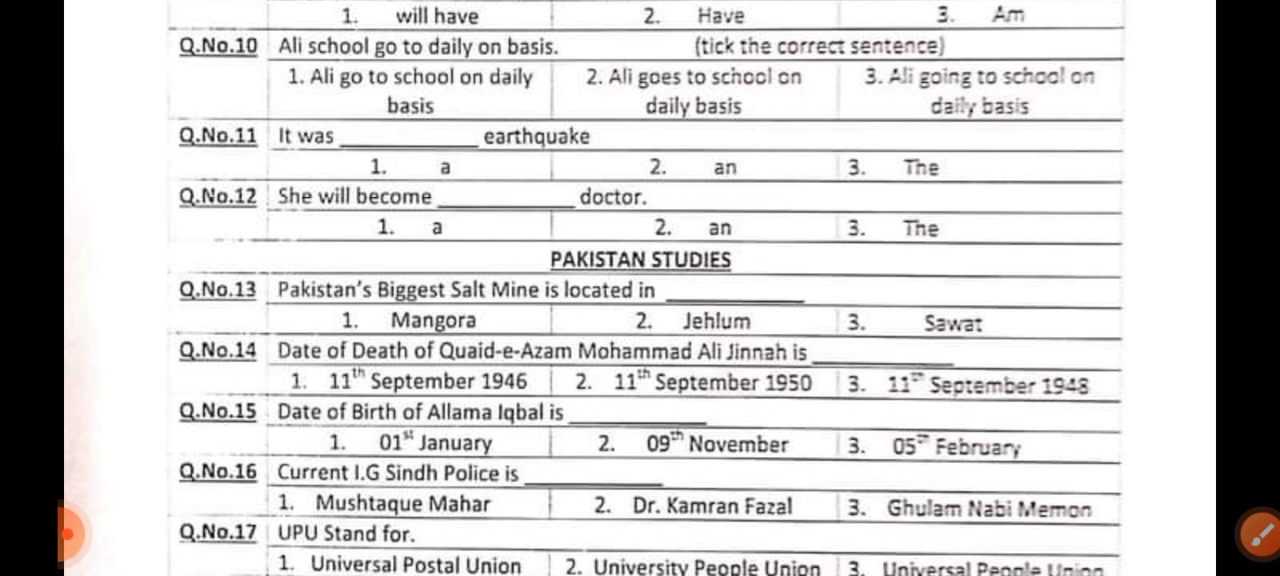 1. will have 2. Have 3. Am
Q.No.10 Ali school go to daily on basis. (tick the correct sentence)
1. Ali go to school on daily basis 2. Ali goes to school on daily basis 3. Ali going to school on daily basis
Q.No.11 It was __________ earthquake
1. a 2. an 3. The
Q.No.12 She will become __________ doctor.
1. a 2. an 3. The
PAKISTAN STUDIES
Q.No.13 Pakistan's Biggest Salt Mine is located in __________
1. Mangora 2. Jehlum 3. Sawat
Q.No.14 Date of Death of Quaid-e-Azam Mohammad Ali Jinnah is __________
1. 11th September 1946 2. 11th September 1950 3. 11th September 1948
Q.No.15 Date of Birth of Allama Iqbal is __________
1. 01st January 2. 09th November 3. 05th February
Q.No.16 Current I.G Sindh Police is __________
1. Mushtaque Mahar 2. Dr. Kamran Fazal 3. Ghulam Nabi Memon
Q.No.17 UPU Stand for.
1. Universal Postal Union 2. University People Union 3. Universal People Union